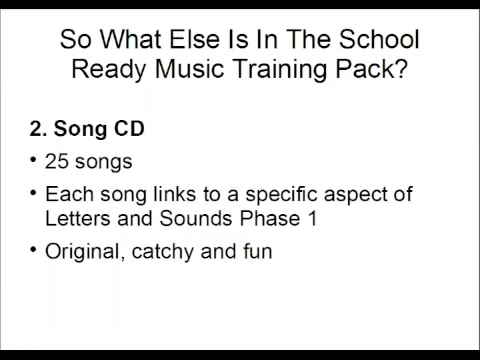 So What Else Is In The School
Ready Music Training Pack?
2. Song CD
• 25 songs
• Each song links to a specific aspect of
Letters and Sounds Phase 1
• Original, catchy and fun